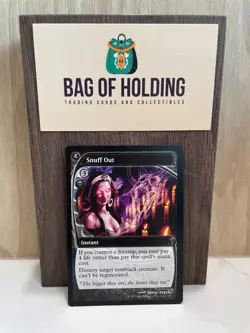 BAG OF HOLDING
TRADING CARDS AND COLLECTIBLES
Snuff Out
Instant
If you control a Swamp, you may pay
4 life rather than pay this spell's mana
cost.
Destroy target nonblack creature. It
can't be regenerated.
"The bigger they are, the faster they rot."